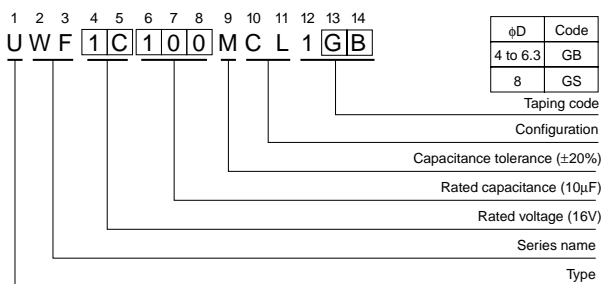 1 2 3 4 5 6 7 8 9 10 11 12 13 14
U W F 1 C 1 0 0 M C L 1 G B
ϕD Code
4 to 6.3 GB
8 GS
Taping code
Configuration
Capacitance tolerance (±20%)
Rated capacitance (10µF)
Rated voltage (16V)
Series name
Type